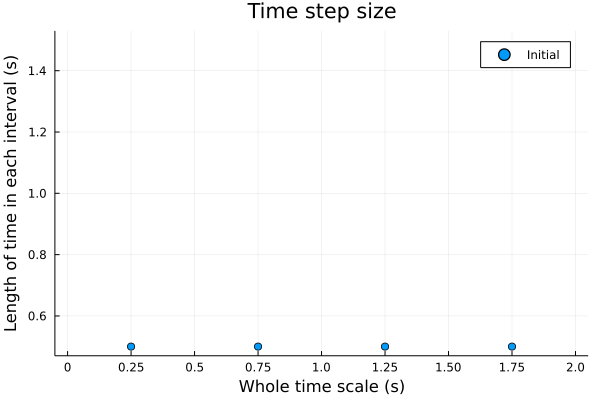 Time step size
Length of time in each interval (s)
1.4
1.2
1.0
0.8
0.6
Initial
0 0.25 0.5 0.75 1.0 1.25 1.50 1.75 2.0
Whole time scale (s)